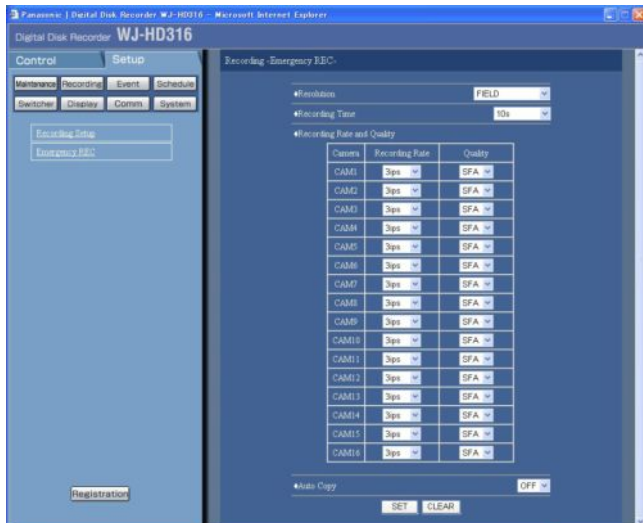 Panasonic | Digital Disk Recorder WJ-HD316 - Microsoft Internet Explorer
Digital Disk Recorder WJ-HD316
Control Setup
Maintenance Recording Event Schedule
Switcher Display Comm. System
Recording Setup
Emergency REC
Registration
Recording -Emergency REC-
♦Resolution FIELD
♦Recording Time 10s
♦Recording Rate and Quality
Camera Recording Rate Quality
CAM1 3ips SFA
CAM2 3ips SFA
CAM3 3ips SFA
CAM4 3ips SFA
CAM5 3ips SFA
CAM6 3ips SFA
CAM7 3ips SFA
CAM8 3ips SFA
CAM9 3ips SFA
CAM10 3ips SFA
CAM11 3ips SFA
CAM12 3ips SFA
CAM13 3ips SFA
CAM14 3ips SFA
CAM15 3ips SFA
CAM16 3ips SFA
♦Auto Copy OFF
SET CLEAR